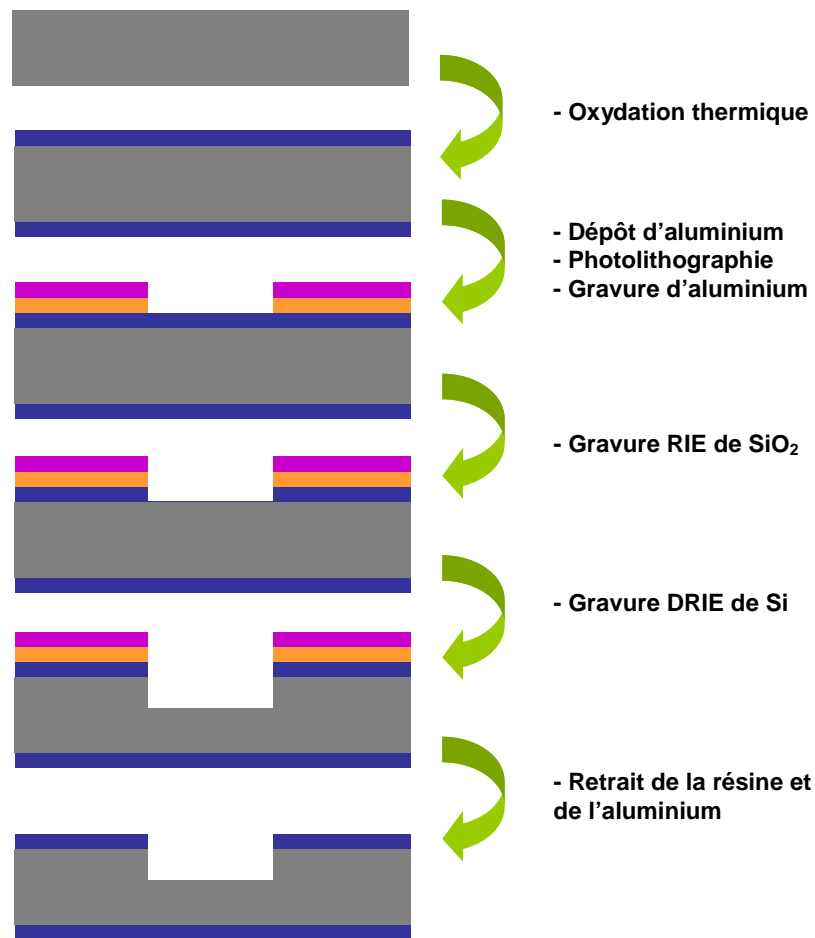 - Oxydation thermique
- Dépôt d’aluminium
- Photolithographie
- Gravure d’aluminium
- Gravure RIE de SiO₂
- Gravure DRIE de Si
- Retrait de la résine et
de l’aluminium